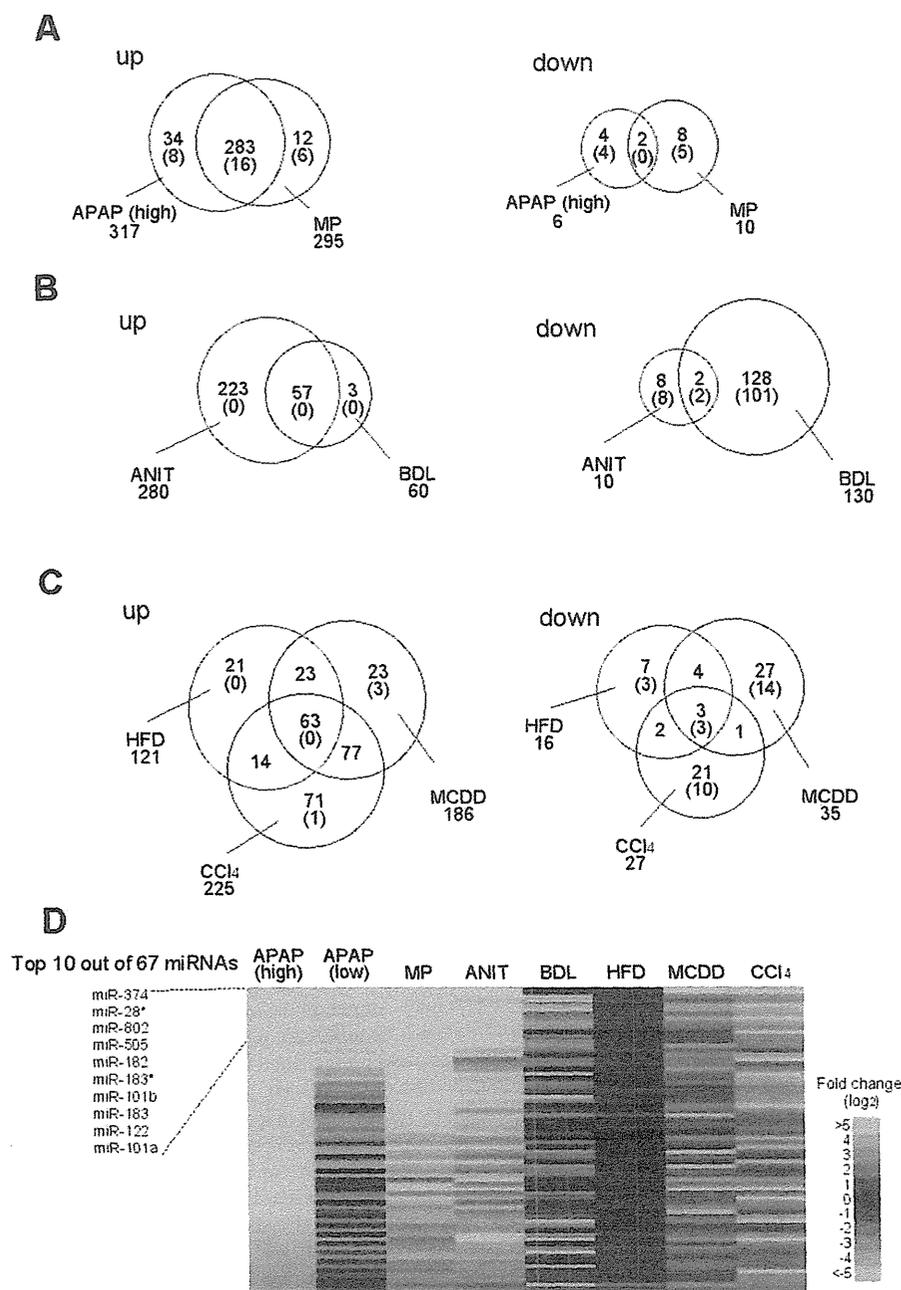 A
up
down
34
(8)
283
(16)
12
(6)
4
(4)
2
(0)
8
(5)
APAP (high)
317
MP
295
APAP (high)
6
MP
10
B
up
down
223
(0)
57
(0)
3
(0)
8
(8)
2
(2)
128
(101)
ANIT
280
BDL
60
ANIT
10
BDL
130
C
up
down
21
(0)
23
23
(3)
63
(0)
14
77
71
(1)
HFD
121
MCDD
186
CCl4
225
7
(3)
4
27
(14)
3
(3)
2
1
21
(10)
HFD
16
MCDD
35
CCl4
27
D
Top 10 out of 67 miRNAs
APAP (high)
APAP (low)
MP
ANIT
BDL
HFD
MCDD
CCl4
miR-374
miR-28*
miR-802
miR-505
miR-182
miR-183*
miR-101b
miR-183
miR-122
miR-101a
Fold change
(log2)
>5
4
3
2
1
0
-1
-2
-3
-4
<-5